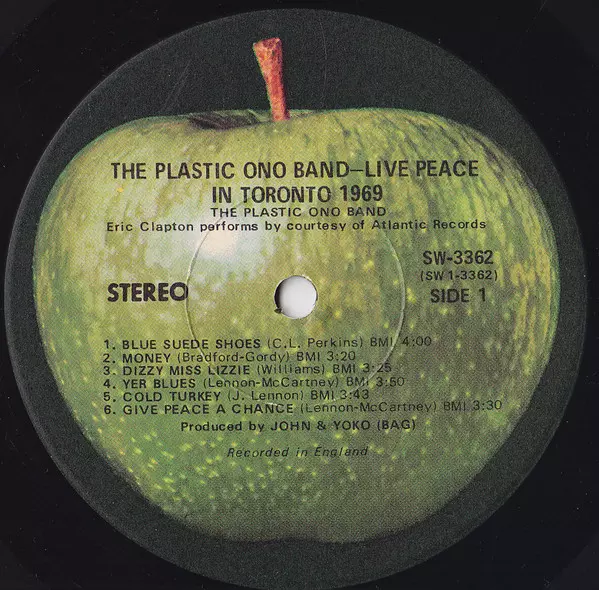 THE PLASTIC ONO BAND—LIVE PEACE
IN TORONTO 1969
THE PLASTIC ONO BAND
Eric Clapton performs by courtesy of Atlantic Records
SW-3362
(SW 1-3362)
STEREO
SIDE 1
1. BLUE SUEDE SHOES (C.L. Perkins) BMI 4:00
2. MONEY (Bradford-Gordy) BMI 3:20
3. DIZZY MISS LIZZIE (Williams) BMI 3:25
4. YER BLUES (Lennon-McCartney) BMI 3:50
5. COLD TURKEY (J. Lennon) BMI 3:43
6. GIVE PEACE A CHANCE (Lennon-McCartney) BMI 3:30
Produced by JOHN & YOKO (BAG)
Recorded in England